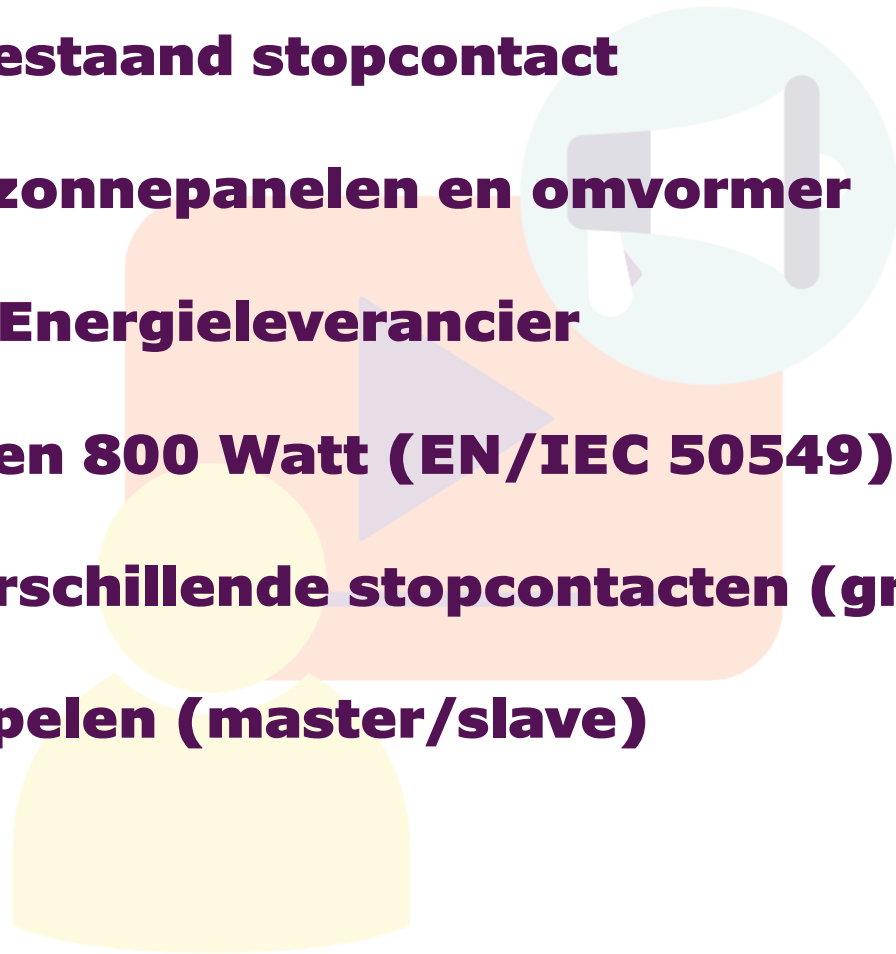 estaand stopcontact
zonnepanelen en omvormer
Energieleverancier
en 800 Watt (EN/IEC 50549)
rschillende stopcontacten (gr
pelen (master/slave)